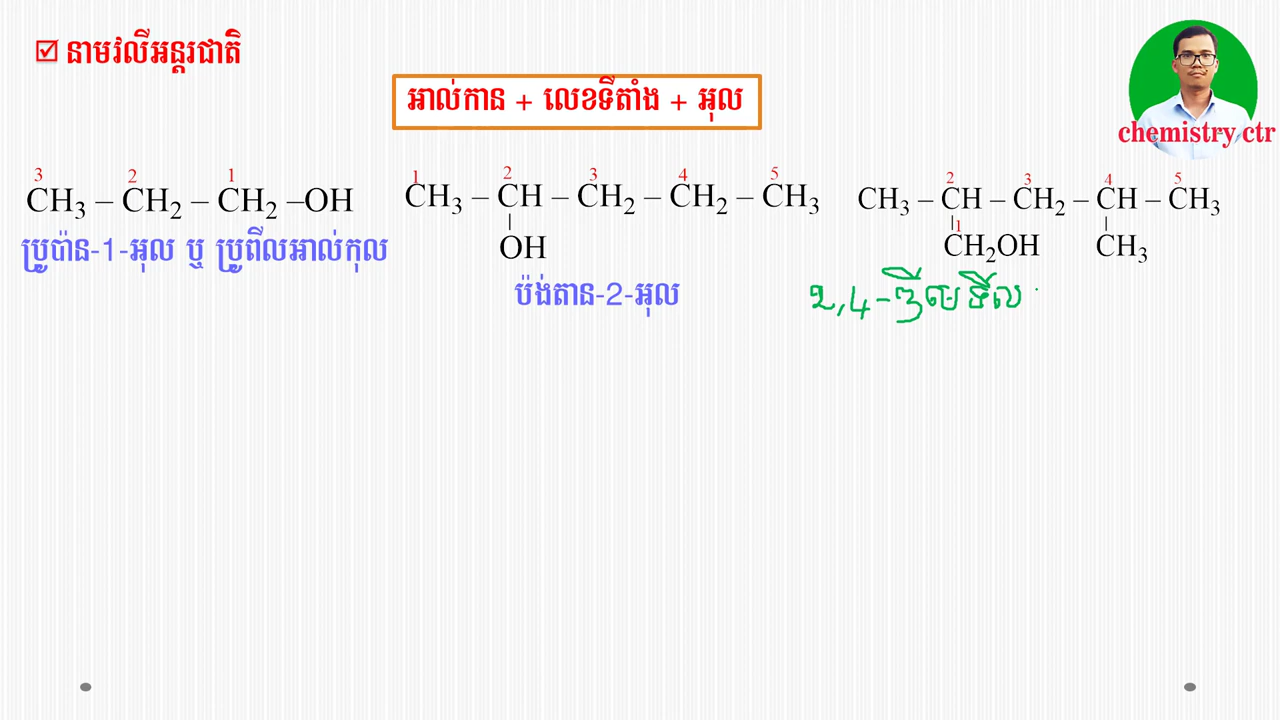 ☑ នាមវលីអន្តរជាតិ
អាល់កាន + លេខទីតាំង + អុល
chemistry ctr
3 2 1
CH₃ – CH₂ – CH₂ –OH
ប្រូប៉ាន-1-អុល ឬ ប្រូពីលអាល់កុល
1 2 3 4 5
CH₃ – CH – CH₂ – CH₂ – CH₃
OH
ប៉ង់តាន-2-អុល
2 3 4 5
CH₃ – CH – CH₂ – CH – CH₃
1
CH₂OH CH₃
2,4-ឌីមេទីល